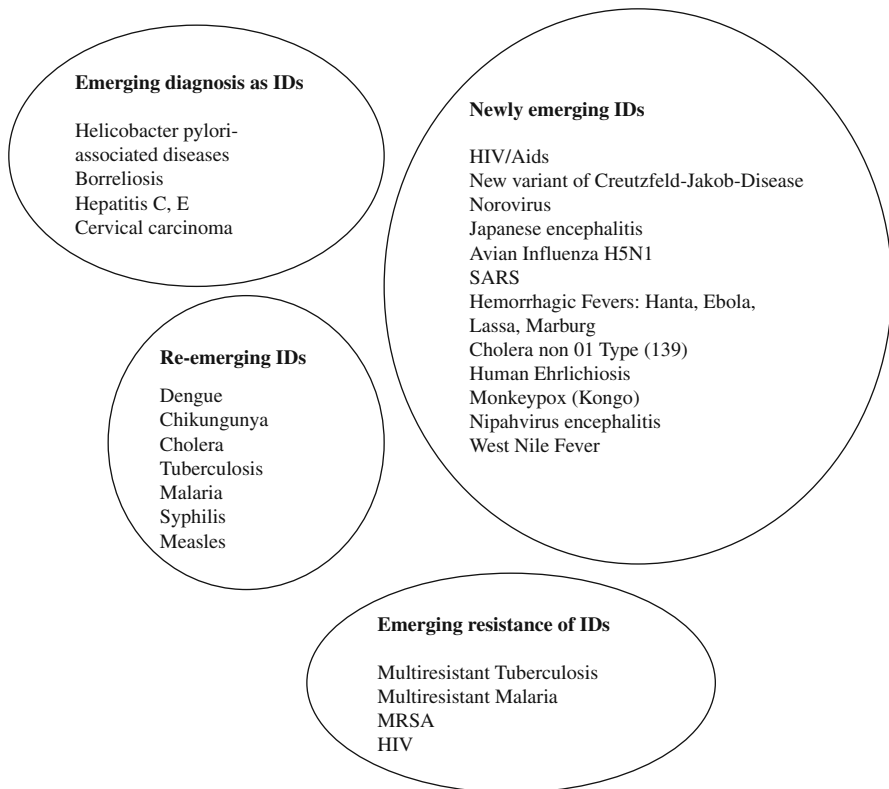 Emerging diagnosis as IDs
Helicobacter pylori-
associated diseases
Borreliosis
Hepatitis C, E
Cervical carcinoma
Newly emerging IDs
HIV/Aids
New variant of Creutzfeld-Jakob-Disease
Norovirus
Japanese encephalitis
Avian Influenza H5N1
SARS
Hemorrhagic Fevers: Hanta, Ebola,
Lassa, Marburg
Cholera non 01 Type (139)
Human Ehrlichiosis
Monkeypox (Kongo)
Nipahvirus encephalitis
West Nile Fever
Re-emerging IDs
Dengue
Chikungunya
Cholera
Tuberculosis
Malaria
Syphilis
Measles
Emerging resistance of IDs
Multiresistant Tuberculosis
Multiresistant Malaria
MRSA
HIV